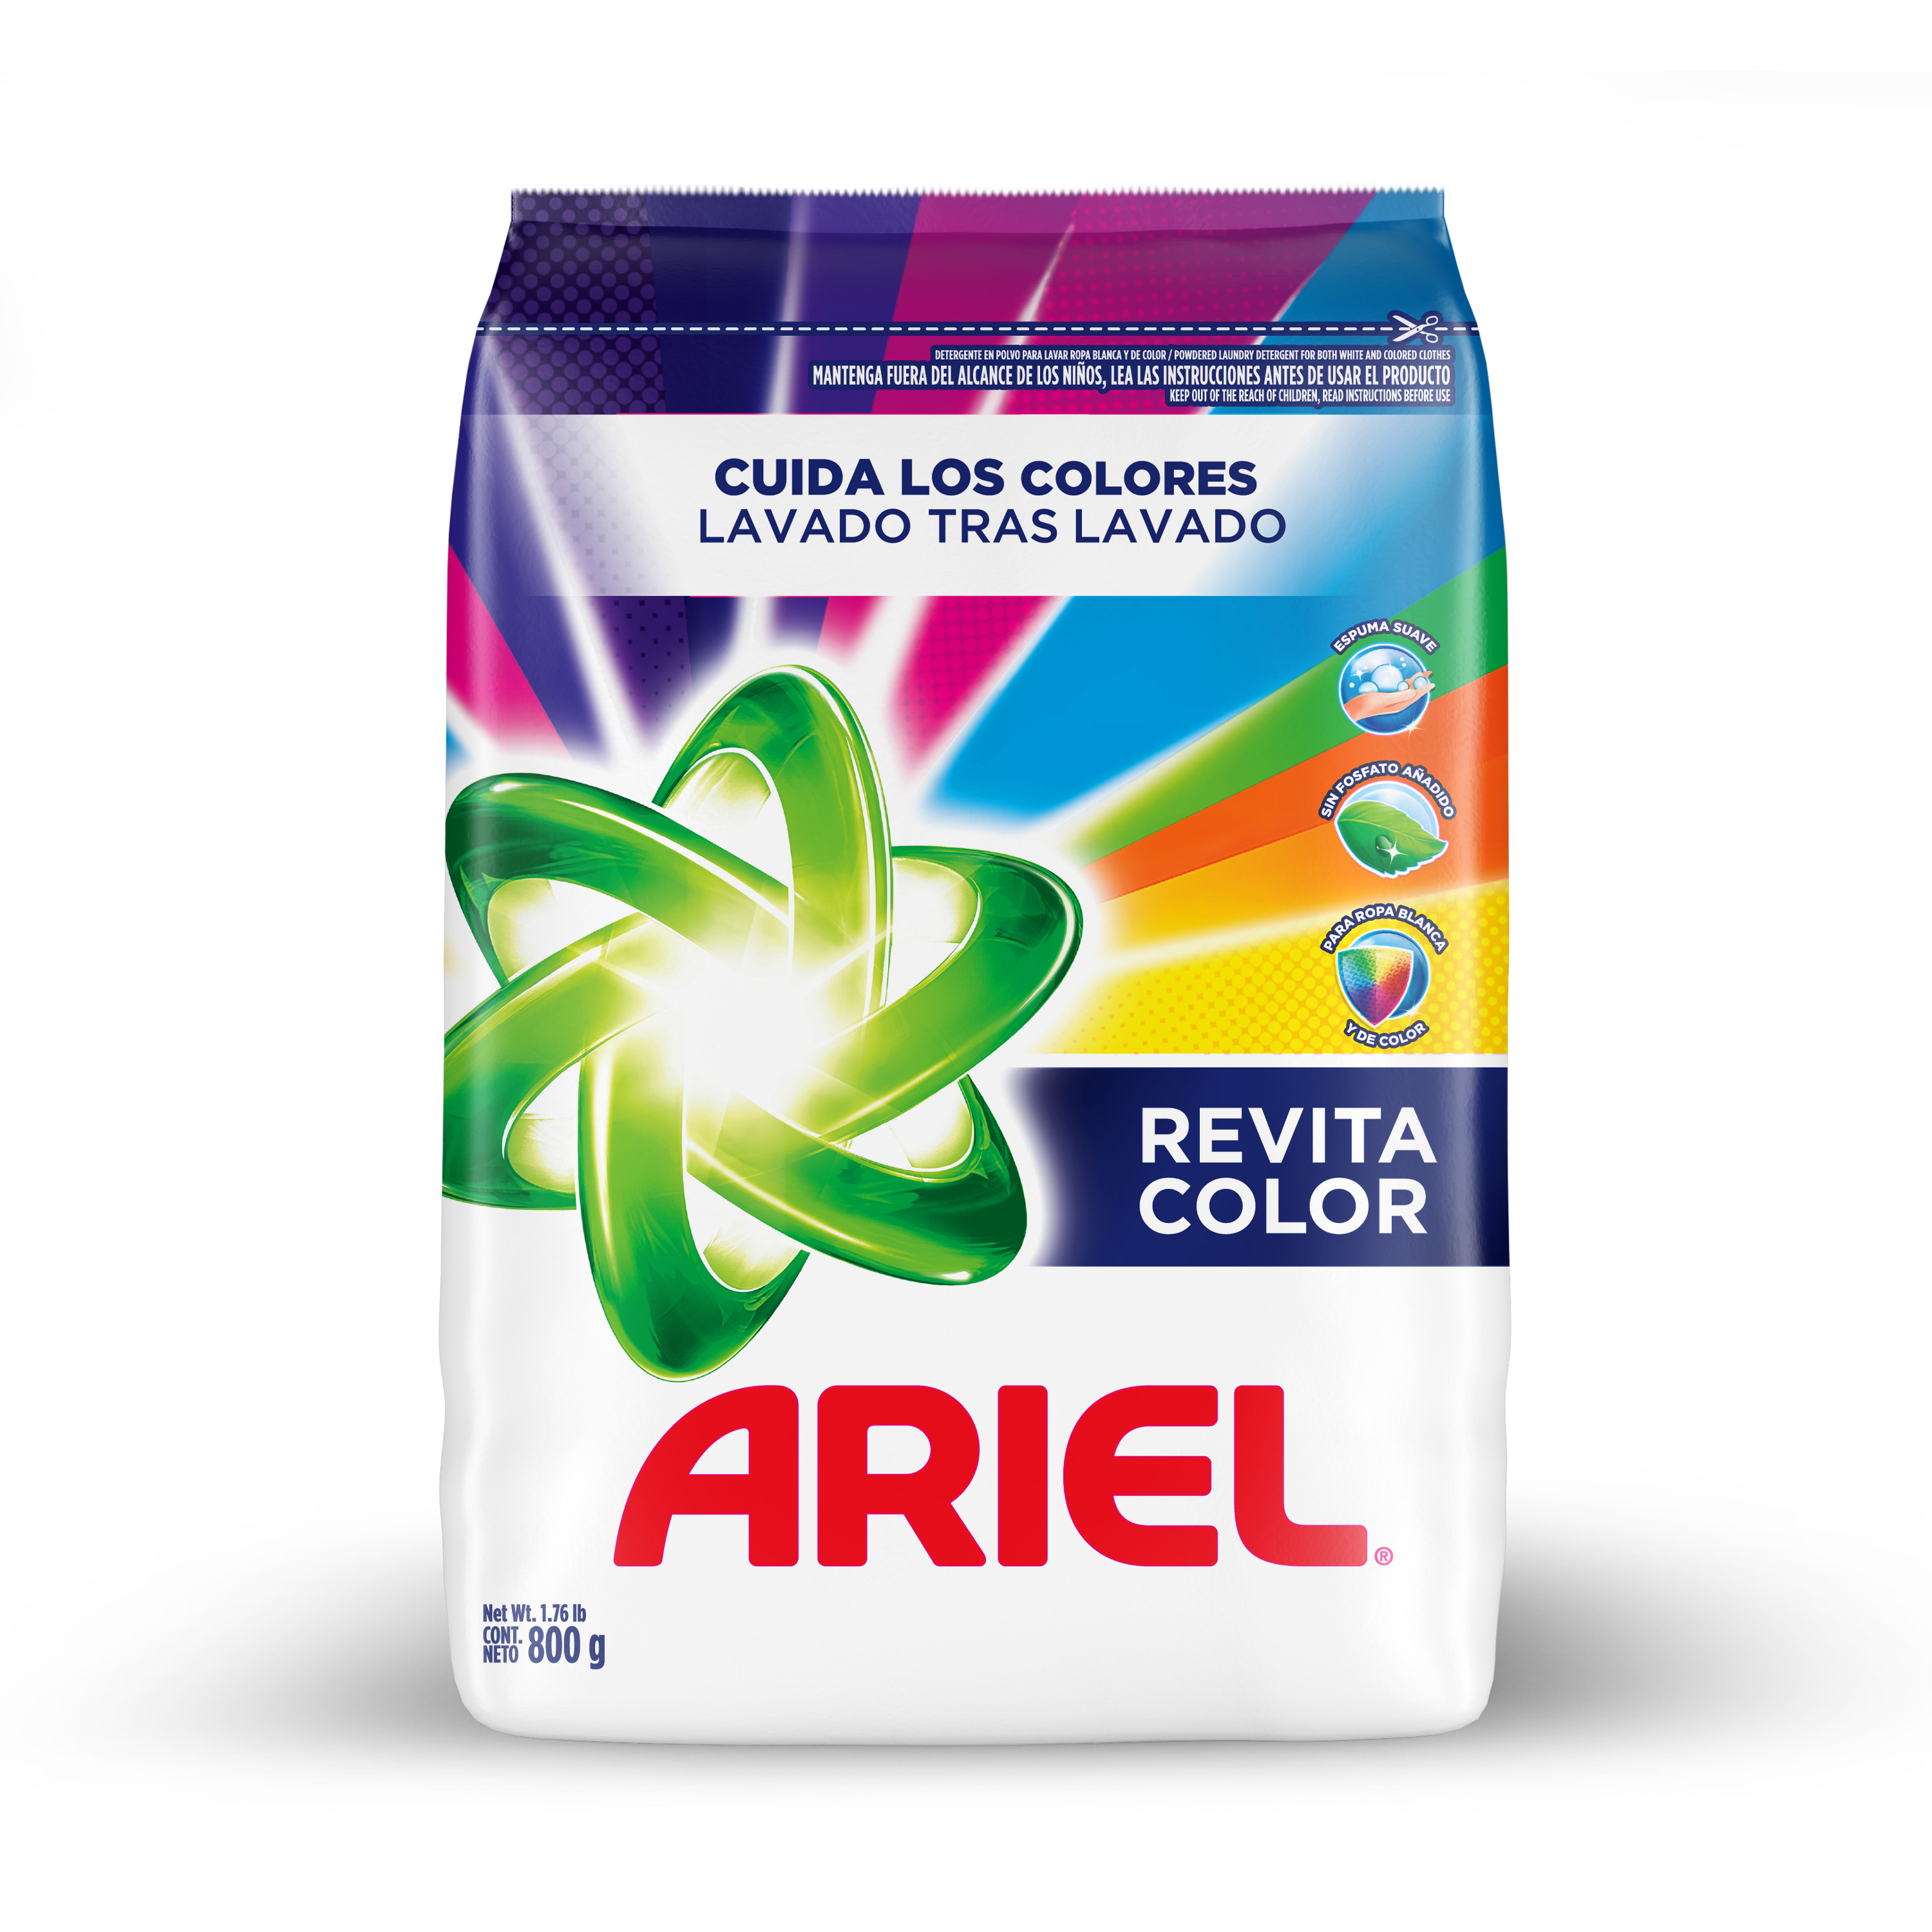 DETERGENTE EN POLVO PARA LAVAR ROPA BLANCA Y DE COLOR / POWDERED LAUNDRY DETERGENT FOR BOTH WHITE AND COLORED CLOTHES
MANTENGA FUERA DEL ALCANCE DE LOS NIÑOS, LEA LAS INSTRUCCIONES ANTES DE USAR EL PRODUCTO
KEEP OUT OF THE REACH OF CHILDREN, READ INSTRUCTIONS BEFORE USE
CUIDA LOS COLORES
LAVADO TRAS LAVADO
ESPUMA SUAVE
SIN FOSFATO AÑADIDO
PARA ROPA BLANCA
Y DE COLOR
REVITA
COLOR
ARIEL®
Net Wt. 1.76 lb
CONT.
NETO 800 g